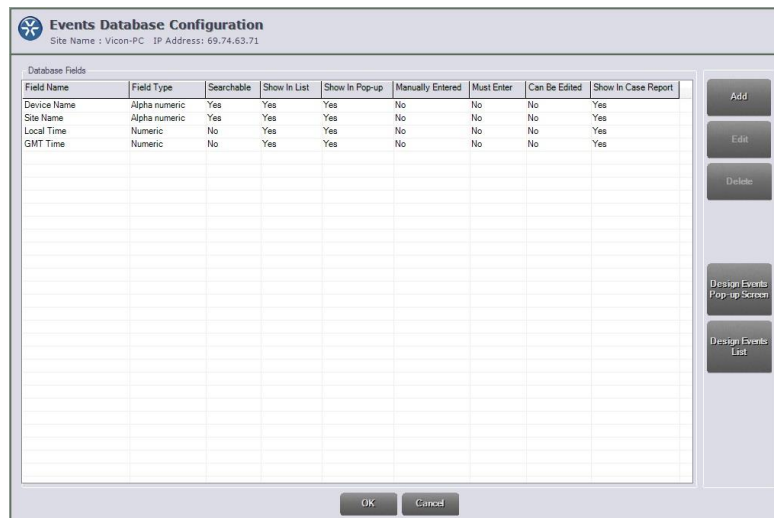 Events Database Configuration
Site Name : Vicon-PC IP Address: 69.74.63.71
Database Fields
Field Name Field Type Searchable Show In List Show In Pop-up Manually Entered Must Enter Can Be Edited Show In Case Report
Device Name Alpha numeric Yes Yes Yes No No No Yes
Site Name Alpha numeric Yes Yes Yes No No No Yes
Local Time Numeric No Yes Yes No No No Yes
GMT Time Numeric No Yes Yes No No No Yes
Add
Edit
Delete
Design Events
Pop-up Screen
Design Events
List
OK Cancel